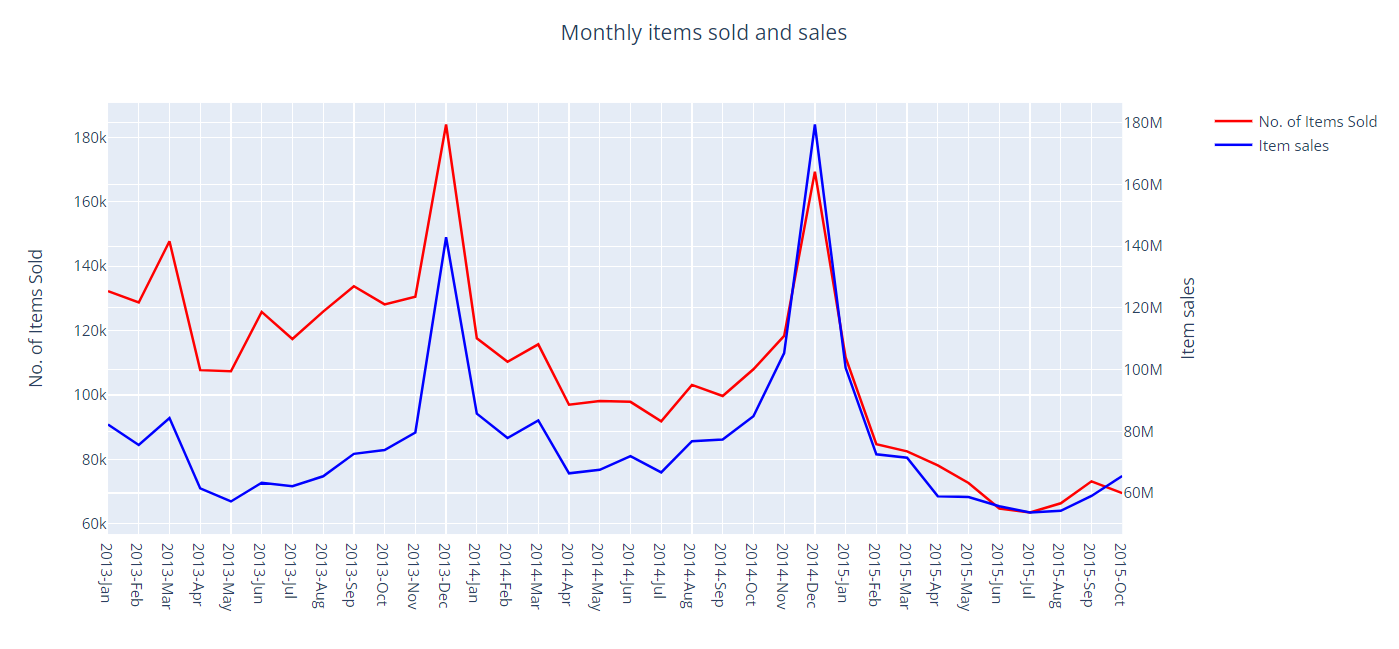 Monthly items sold and sales
No. of Items Sold
Item sales
180k
160k
140k
120k
100k
80k
60k
No. of Items Sold
180M
160M
140M
120M
100M
80M
60M
Item sales
2013-Jan
2013-Feb
2013-Mar
2013-Apr
2013-May
2013-Jun
2013-Jul
2013-Aug
2013-Sep
2013-Oct
2013-Nov
2013-Dec
2014-Jan
2014-Feb
2014-Mar
2014-Apr
2014-May
2014-Jun
2014-Jul
2014-Aug
2014-Sep
2014-Oct
2014-Nov
2014-Dec
2015-Jan
2015-Feb
2015-Mar
2015-Apr
2015-May
2015-Jun
2015-Jul
2015-Aug
2015-Sep
2015-Oct